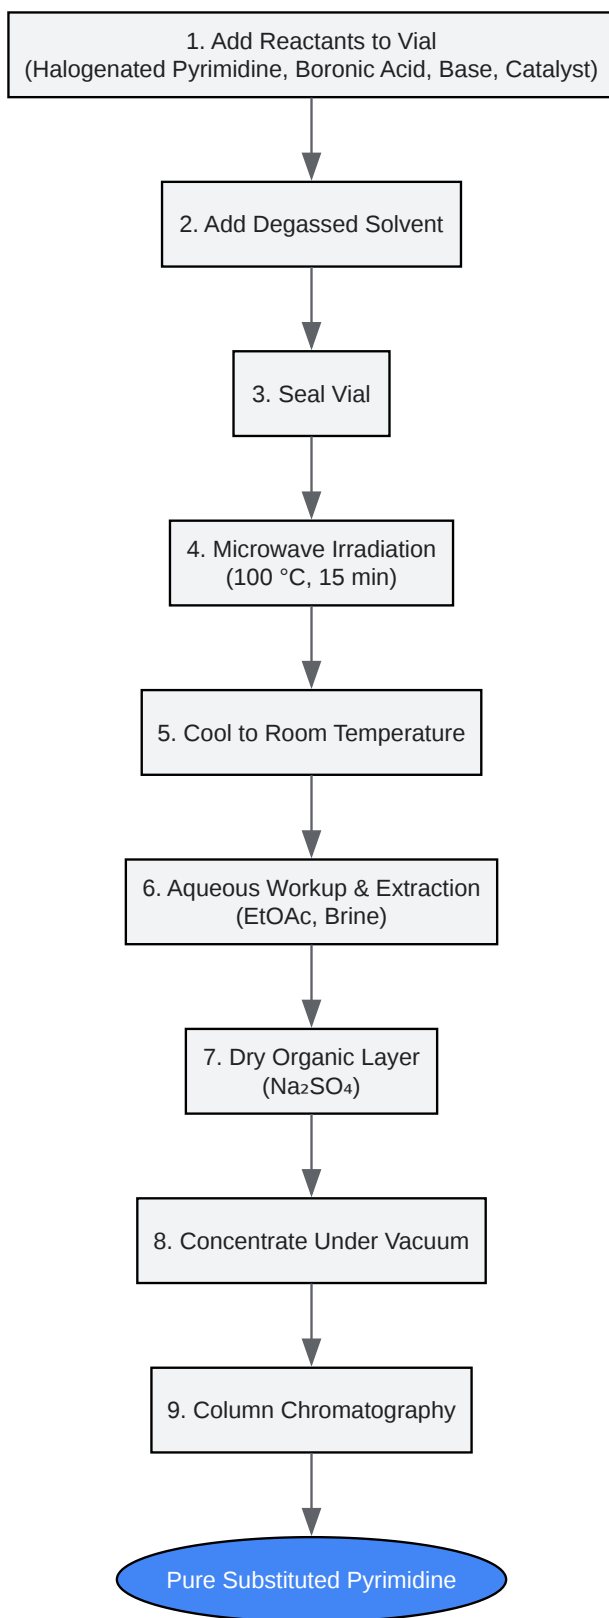 1. Add Reactants to Vial
(Halogenated Pyrimidine, Boronic Acid, Base, Catalyst)
2. Add Degassed Solvent
3. Seal Vial
4. Microwave Irradiation
(100 °C, 15 min)
5. Cool to Room Temperature
6. Aqueous Workup & Extraction
(EtOAc, Brine)
7. Dry Organic Layer
(Na₂SO₄)
8. Concentrate Under Vacuum
9. Column Chromatography
Pure Substituted Pyrimidine